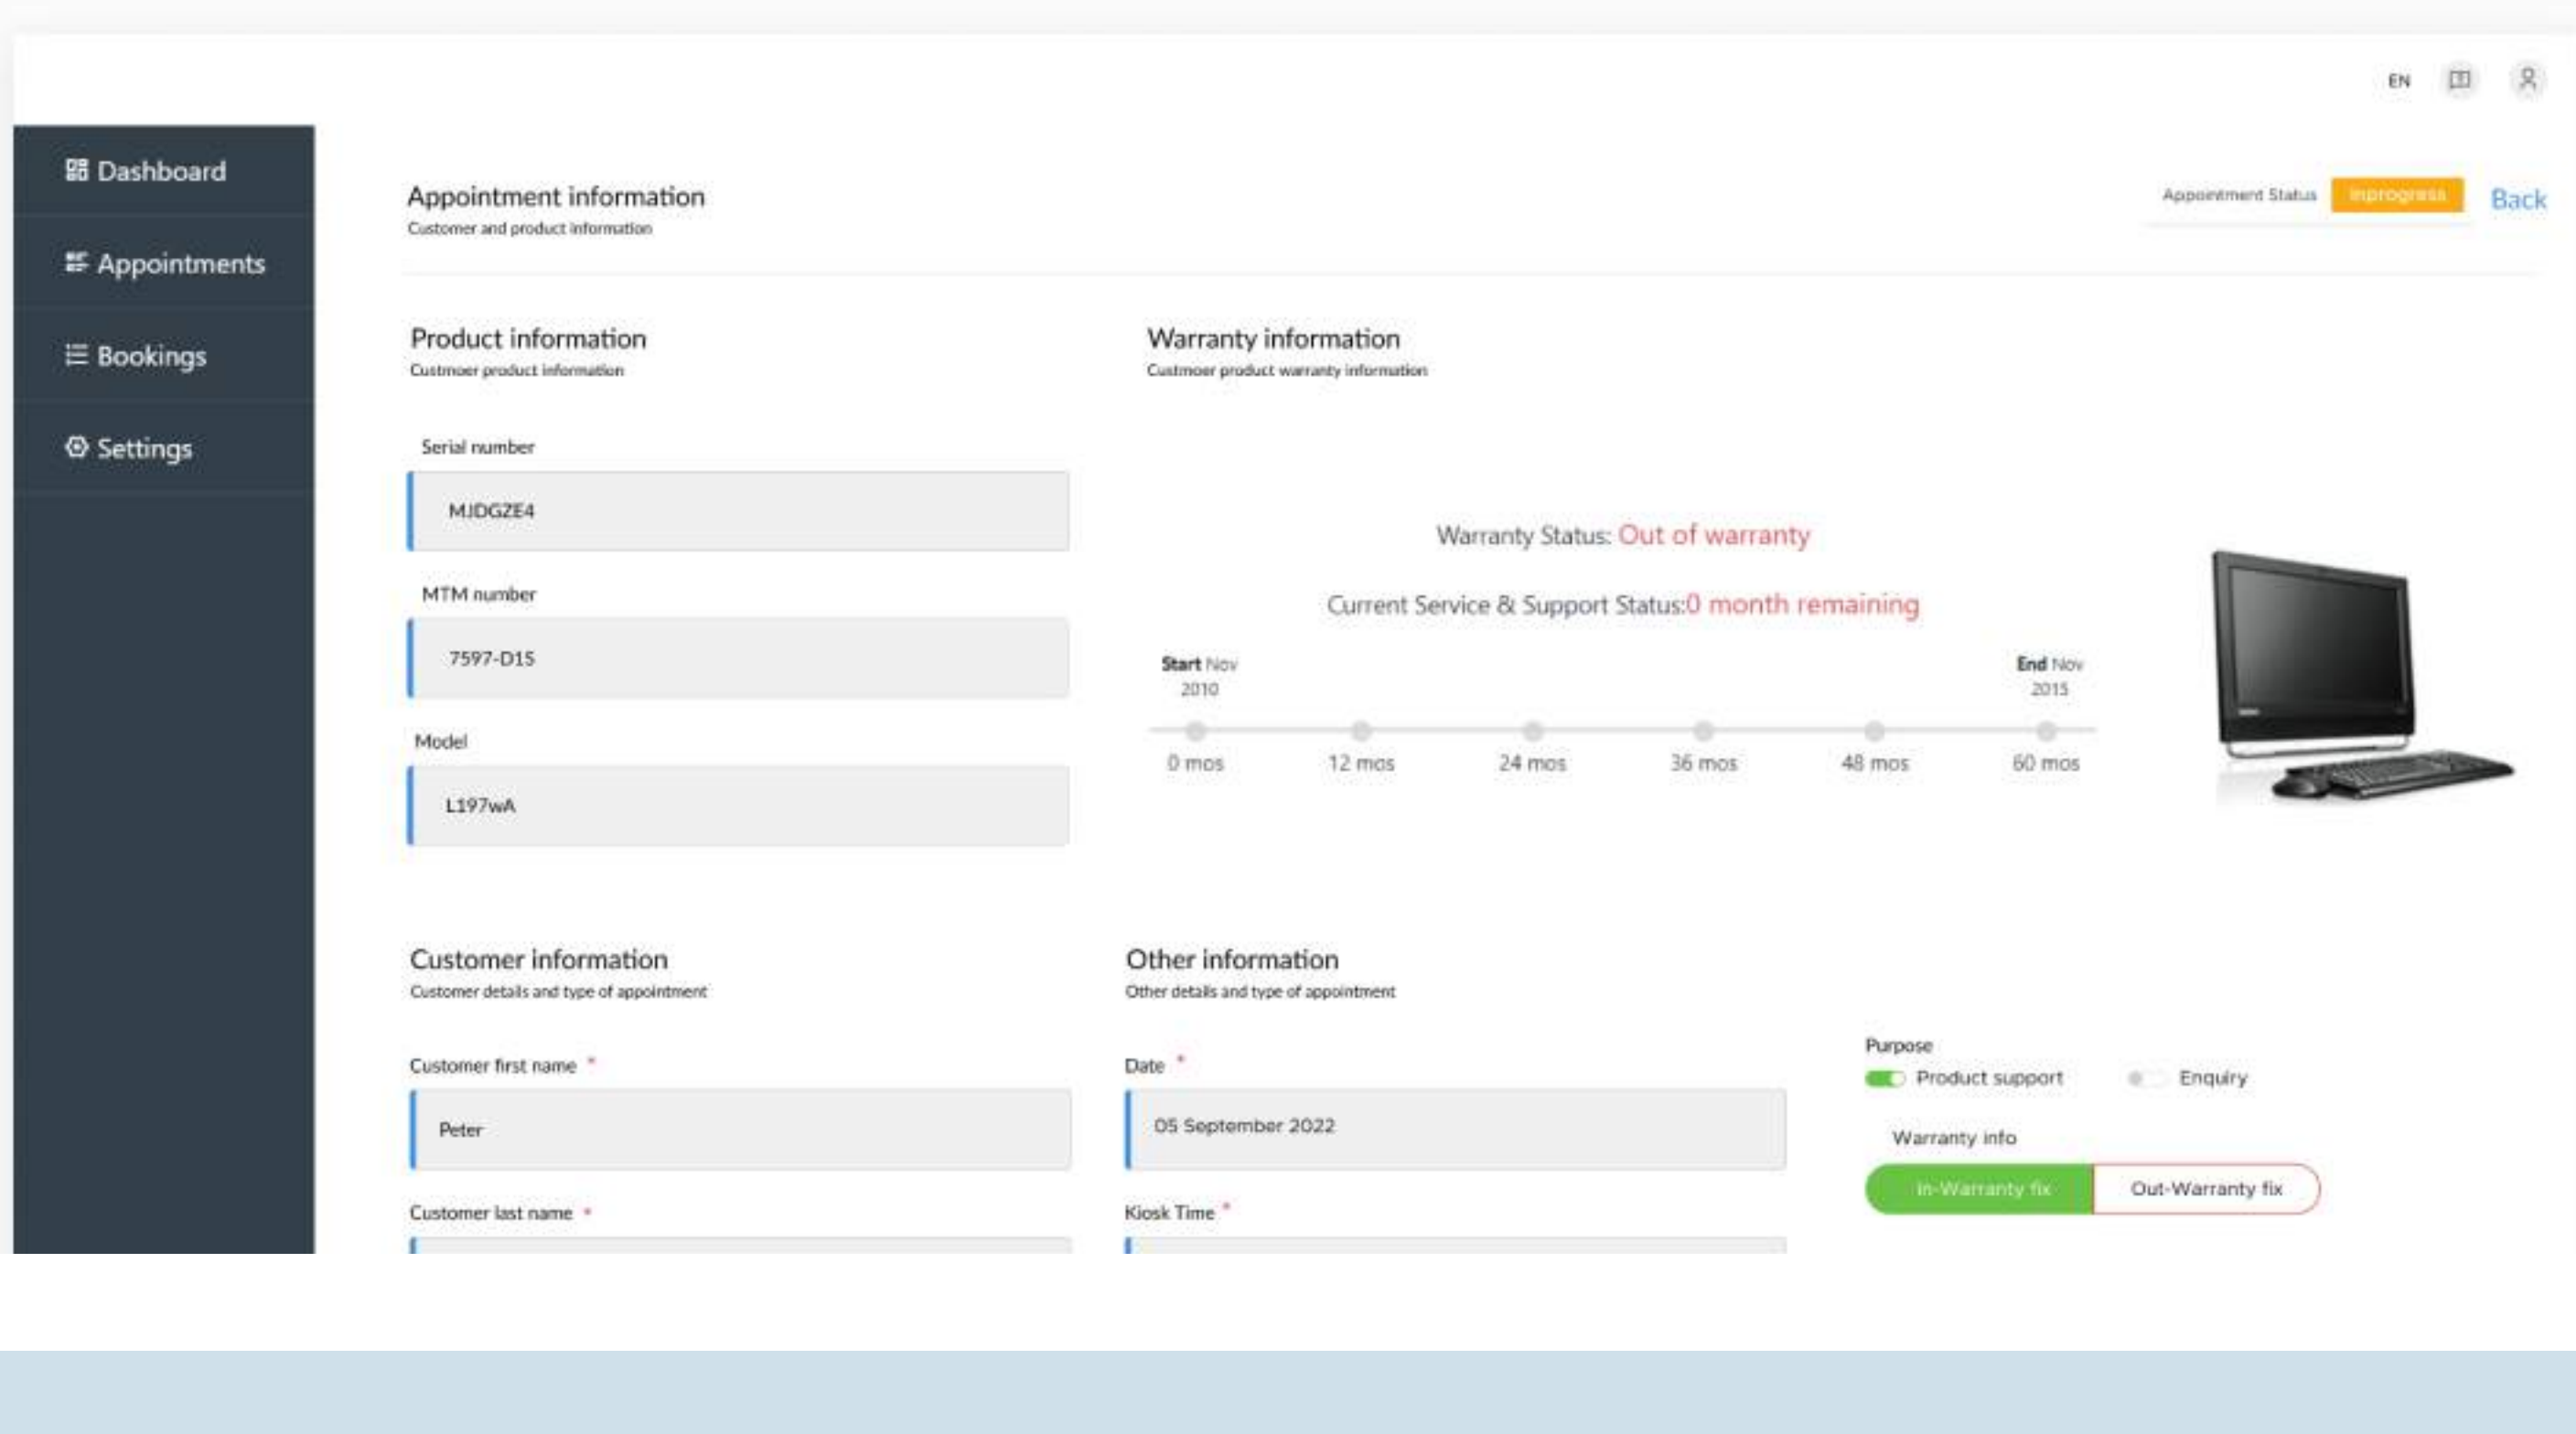 EN
Dashboard
Appointments
Bookings
Settings
Appointment information
Customer and product information
Appointment Status Inprogress Back
Product information
Custmoer product information
Serial number
MJDGZE4
MTM number
7597-D15
Model
L197wA
Warranty information
Custmoer product warranty information
Warranty Status: Out of warranty
Current Service & Support Status:0 month remaining
Start Nov
2010
End Nov
2015
0 mos 12 mos 24 mos 36 mos 48 mos 60 mos
Customer information
Customer details and type of appointment
Customer first name *
Peter
Customer last name *
Other information
Other details and type of appointment
Date *
05 September 2022
Kiosk Time *
Purpose
Product support Enquiry
Warranty info
In-Warranty fix Out-Warranty fix